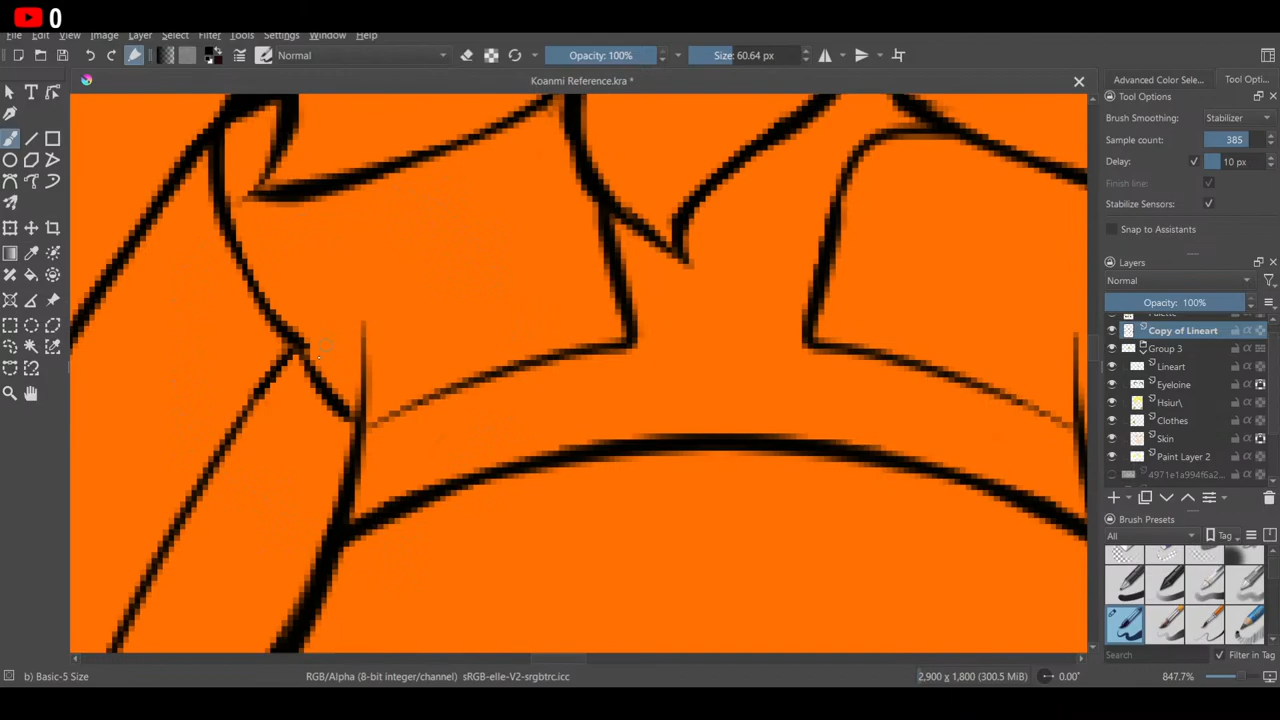 0
File Edit View Image Layer Select Filter Tools Settings Window Help
Normal
Opacity: 100%
Size: 60.64 px
Koanmi Reference.kra *
Advanced Color Sele...
Tool Opti...
Tool Options
Brush Smoothing: Stabilizer
Sample count: 385
Delay: 10 px
Finish line:
Stabilize Sensors:
Snap to Assistants
Layers
Normal
Opacity: 100%
Copy of Lineart
Group 3
Lineart
Eyeloine
Hsiur\
Clothes
Skin
Paint Layer 2
4971e1a994f6a2...
Brush Presets
All
Tag
Search
Filter in Tag
b) Basic-5 Size
RGB/Alpha (8-bit integer/channel) sRGB-elle-V2-srgbtrc.icc
2,900 x 1,800 (300.5 MiB)
0.00°
847.7%